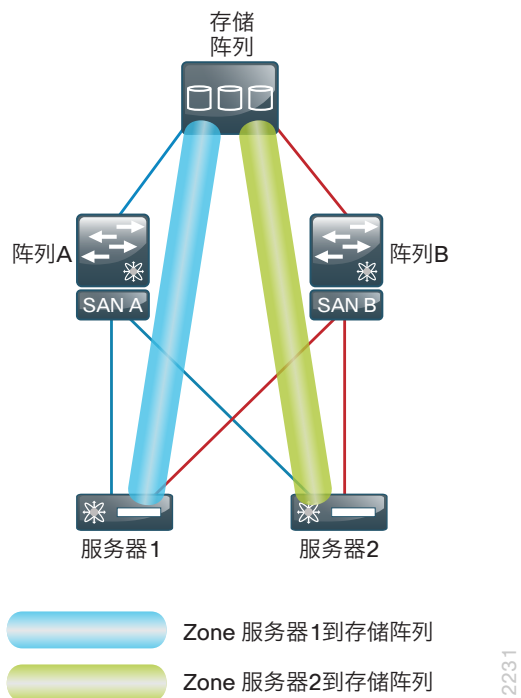 存储
阵列
阵列A
阵列B
SAN A
SAN B
服务器1
服务器2
Zone 服务器1到存储阵列
Zone 服务器2到存储阵列
2231